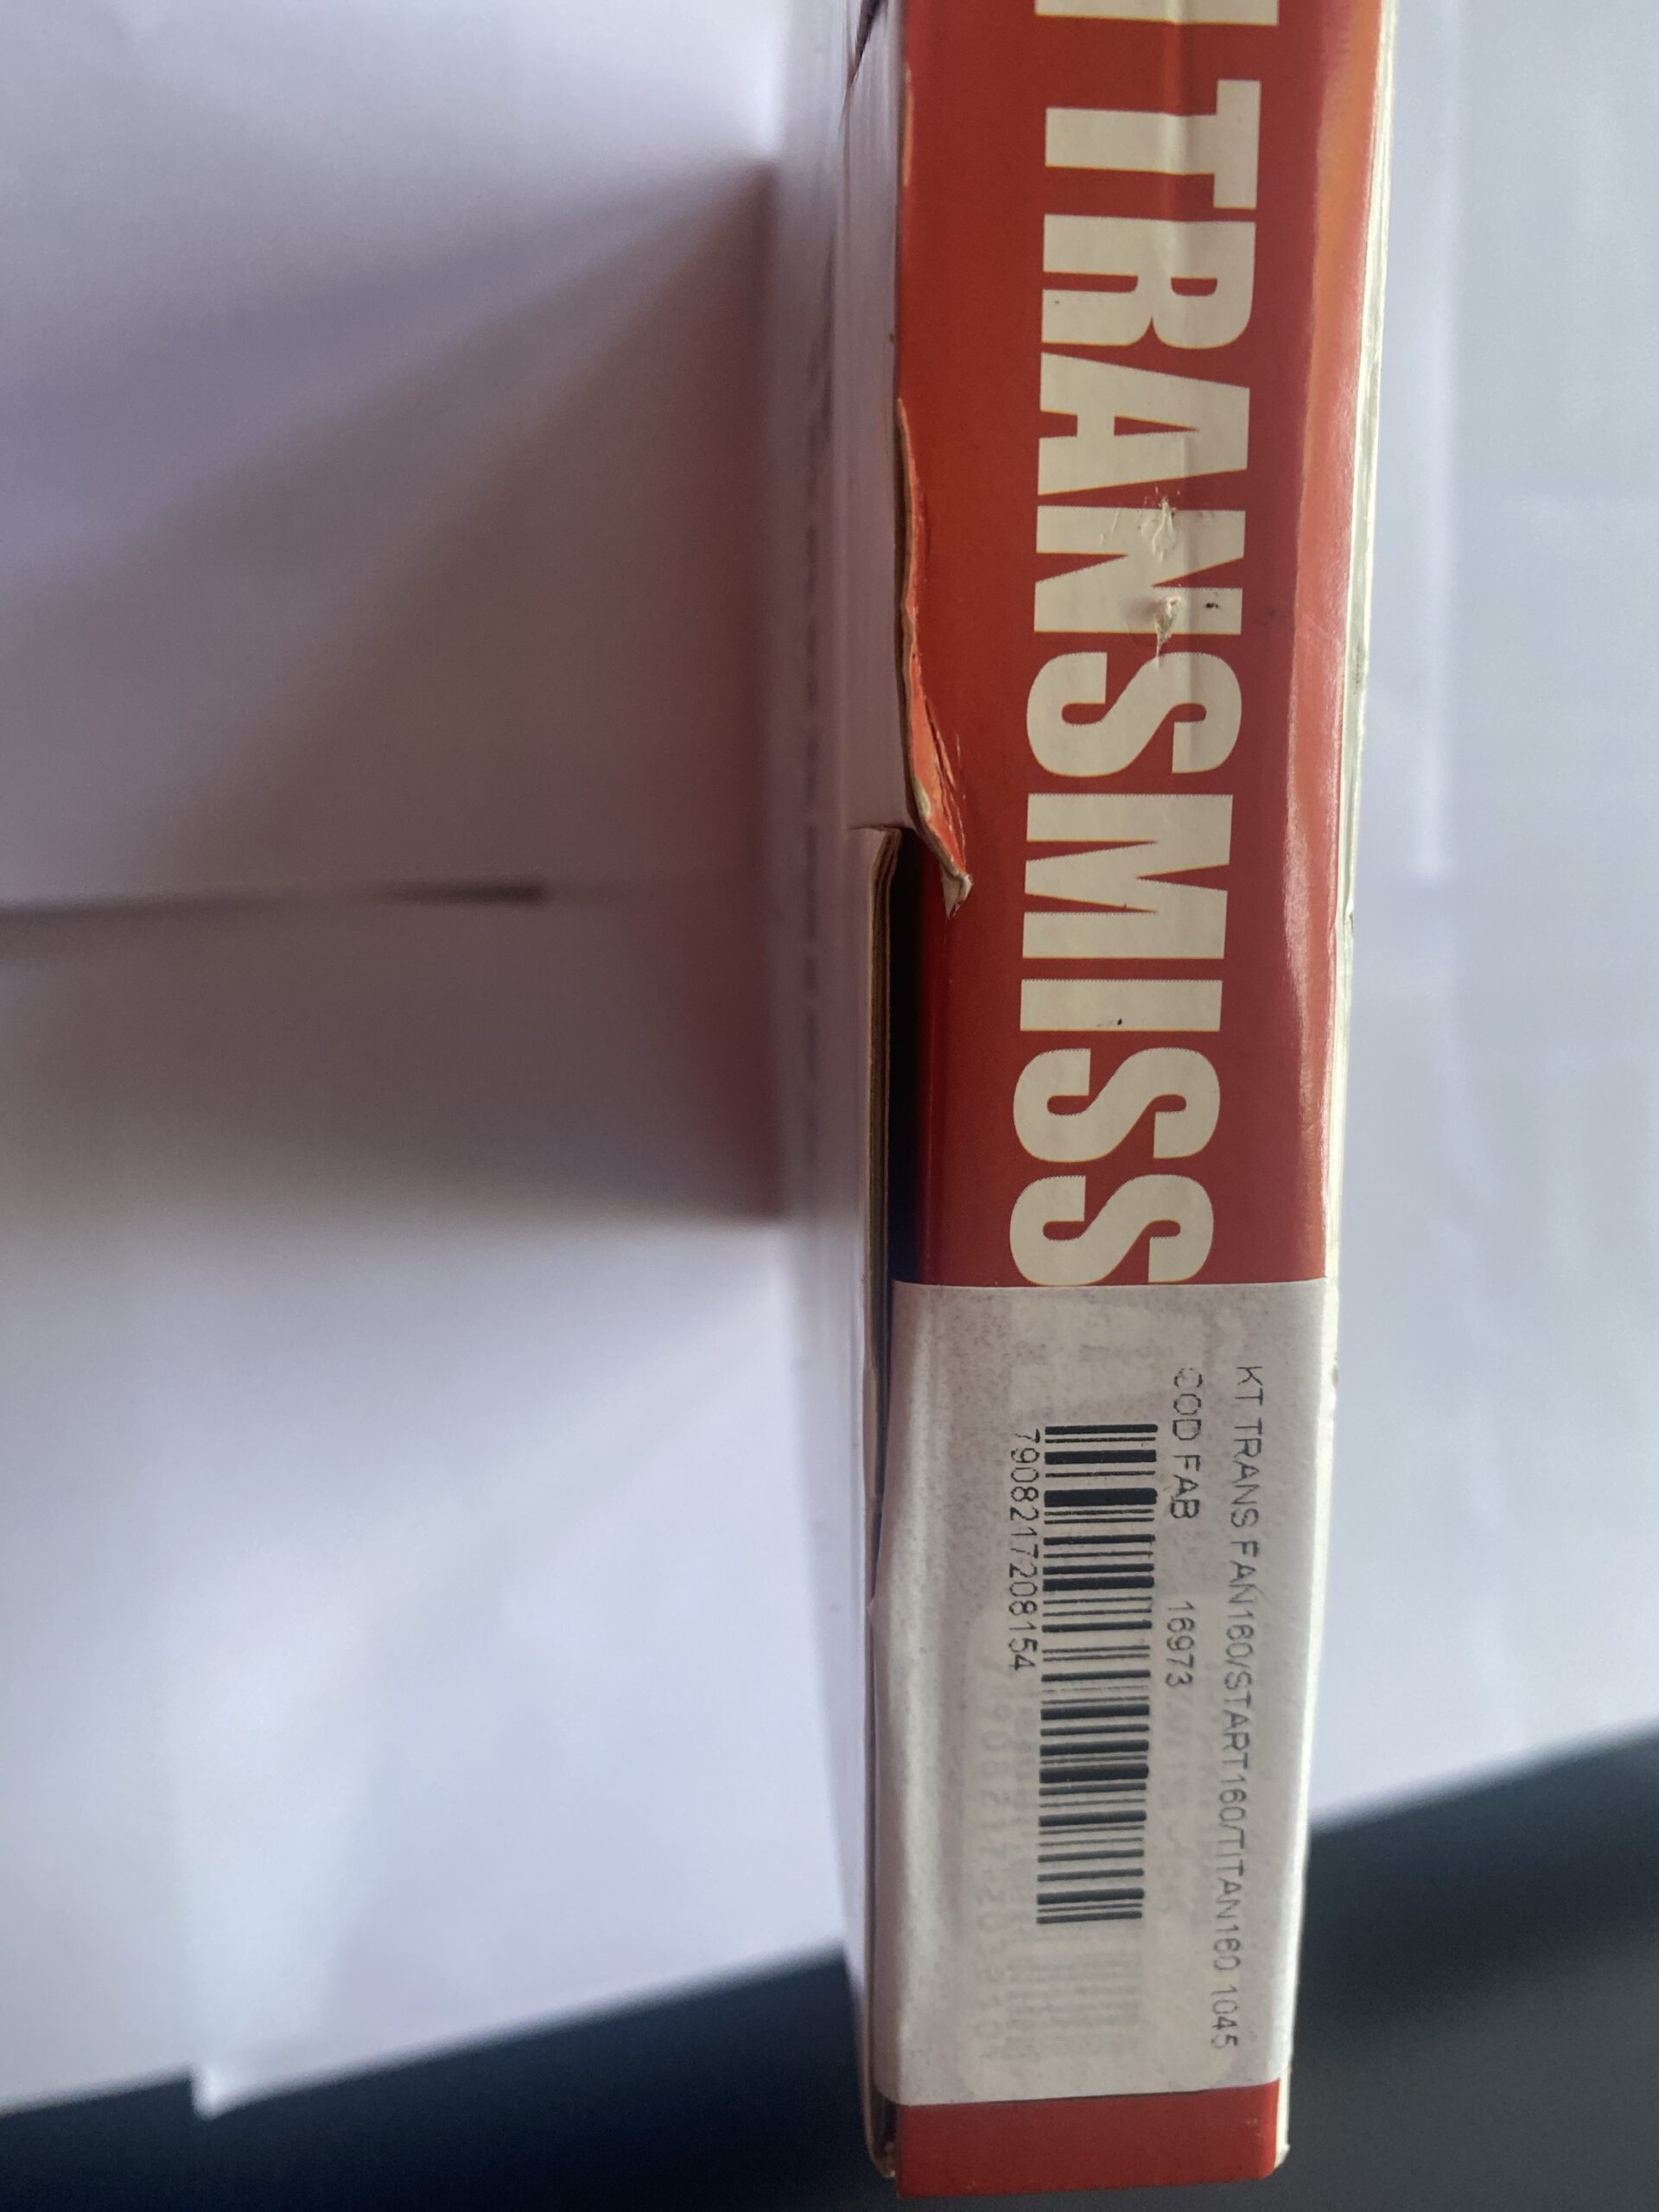 TRANSMISS
KT TRANS FAN160/START160/TITAN160 1045
COD FAB 16973
7908217208154